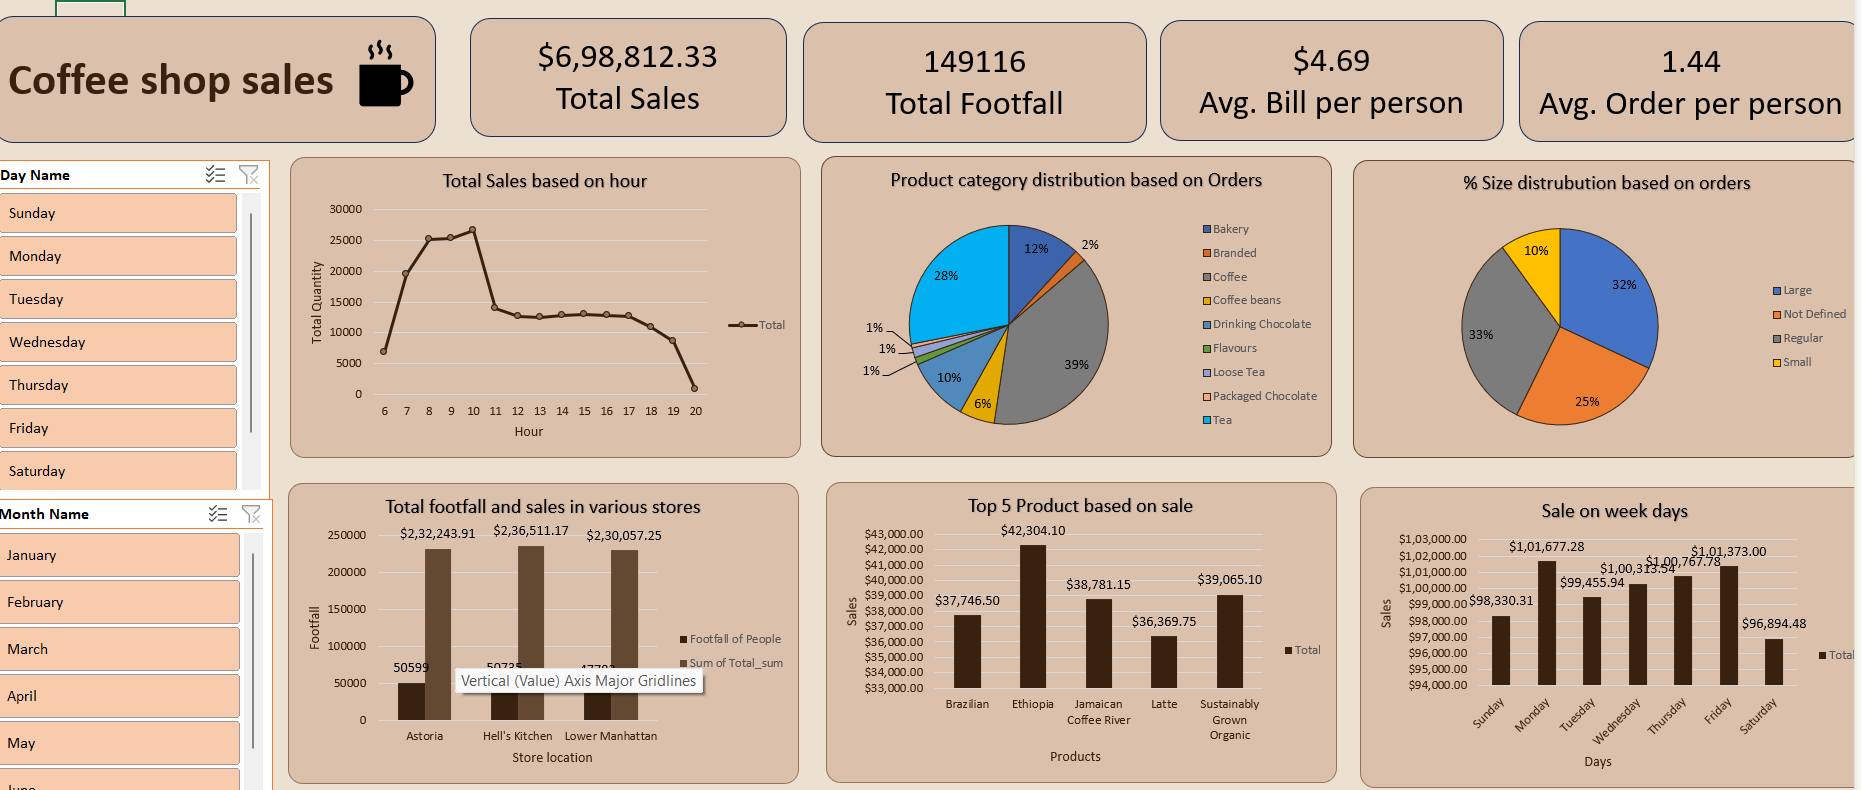 Coffee shop sales
$6,98,812.33
Total Sales
149116
Total Footfall
$4.69
Avg. Bill per person
1.44
Avg. Order per person
Day Name
Sunday
Monday
Tuesday
Wednesday
Thursday
Friday
Saturday
Month Name
January
February
March
April
May
Total Sales based on hour
Total Quantity
30000
25000
20000
15000
10000
5000
0
6 7 8 9 10 11 12 13 14 15 16 17 18 19 20
Hour
Total
Product category distribution based on Orders
12%
2%
39%
6%
10%
1%
1%
1%
28%
Bakery
Branded
Coffee
Coffee beans
Drinking Chocolate
Flavours
Loose Tea
Packaged Chocolate
Tea
% Size distrubution based on orders
32%
25%
33%
10%
Large
Not Defined
Regular
Small
Total footfall and sales in various stores
Footfall
250000
200000
150000
100000
50000
0
$2,32,243.91
$2,36,511.17
$2,30,057.25
50599
50735
Vertical (Value) Axis Major Gridlines
Astoria
Hell's Kitchen
Lower Manhattan
Store location
Footfall of People
Sum of Total_sum
Top 5 Product based on sale
Sales
$43,000.00
$42,000.00
$41,000.00
$40,000.00
$39,000.00
$38,000.00
$37,000.00
$36,000.00
$35,000.00
$34,000.00
$33,000.00
$37,746.50
$42,304.10
$38,781.15
$36,369.75
$39,065.10
Brazilian
Ethiopia
Jamaican
Coffee River
Latte
Sustainably
Grown
Organic
Products
Total
Sale on week days
Sales
$1,03,000.00
$1,02,000.00
$1,01,000.00
$1,00,000.00
$99,000.00
$98,000.00
$97,000.00
$96,000.00
$95,000.00
$94,000.00
$98,330.31
$1,01,677.28
$99,455.94
$1,00,313.54
$1,00,767.78
$1,01,373.00
$96,894.48
Sunday
Monday
Tuesday
Wednesday
Thursday
Friday
Saturday
Days
Total